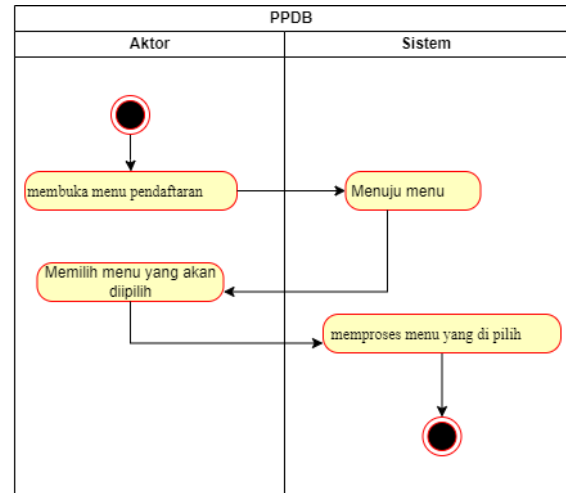 PPDB
Aktor
Sistem
membuka menu pendaftaran
Menuju menu
Memilih menu yang akan
diipilih
memproses menu yang di pilih